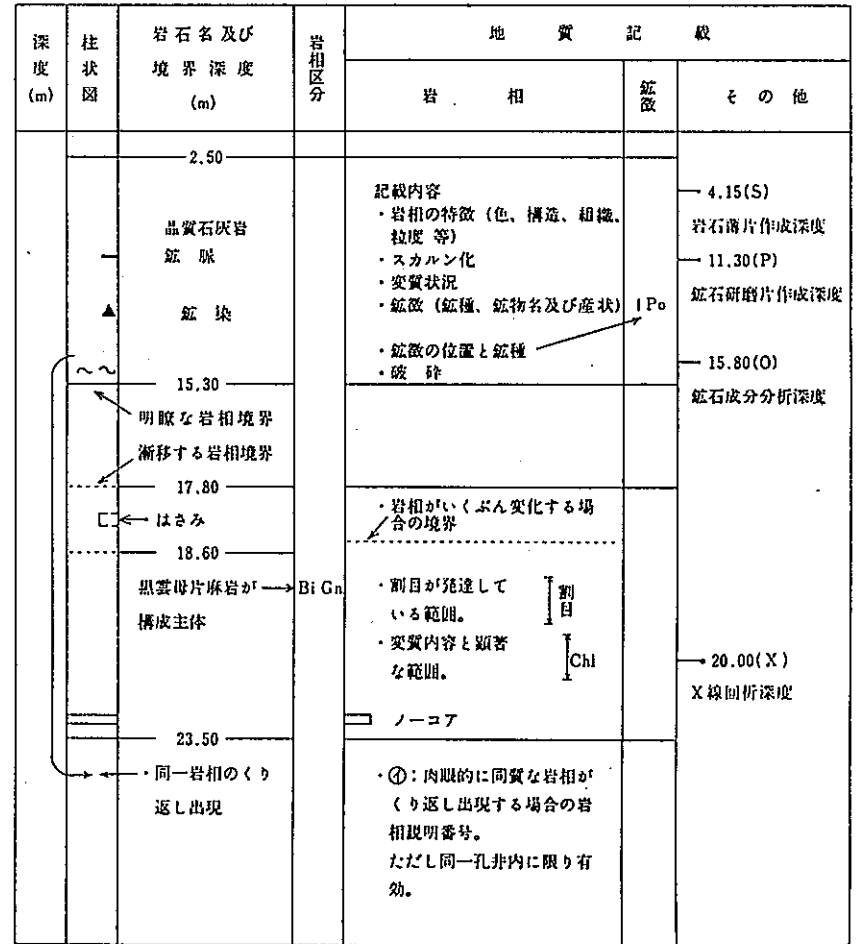 深度(m)
柱状図
岩石名及び
境界深度
(m)
岩相区分
地質記載
岩相
鉱徴
その他
2.50
晶質石灰岩
鉱脈
鉱染
15.30
明瞭な岩相境界
漸移する岩相境界
17.80
はさみ
18.60
黒雲母片麻岩が
構成主体
Bi Gn
23.50
・同一岩相のくり
返し出現
記載内容
・岩相の特徴(色、構造、組織、
粒度 等)
・スカルン化
・変質状況
・鉱徴(鉱種、鉱物名及び産状)
Po
・鉱徴の位置と鉱種
・破砕
・岩相がいくぶん変化する場
合の境界
・割目が発達して
いる範囲。
割目
・変質内容と顕著
な範囲。
Chl
ノーコア
・㋑:肉眼的に同質な岩相が
くり返し出現する場合の岩
相説明番号。
ただし同一孔井内に限り有
効。
4.15(S)
岩石薄片作成深度
11.30(P)
鉱石研磨片作成深度
15.80(O)
鉱石成分分析深度
20.00(X)
X線回折深度